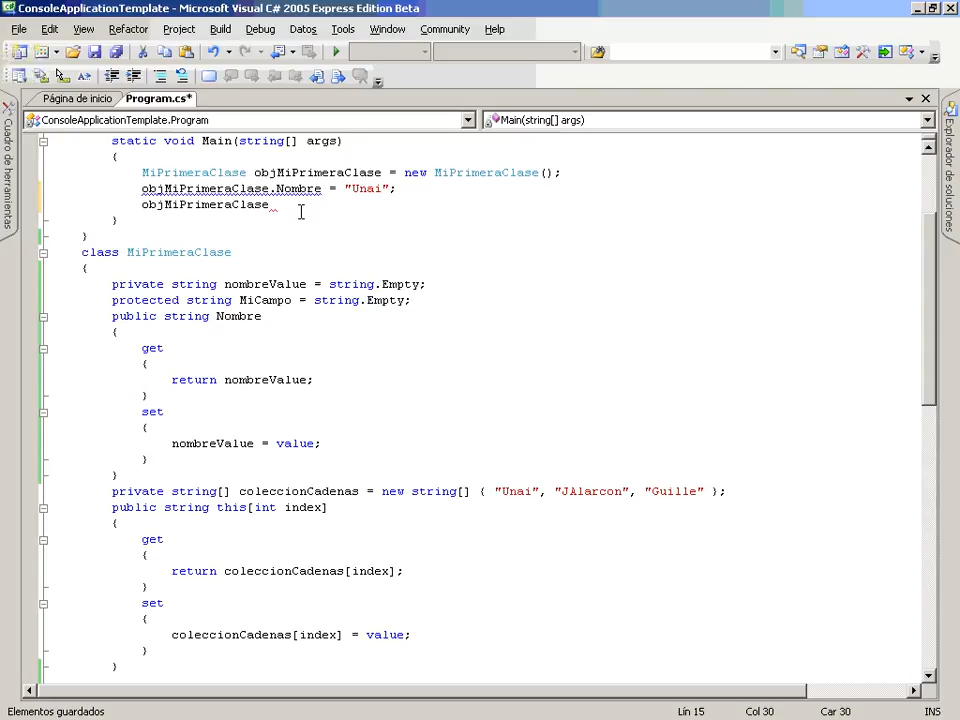 ConsoleApplicationTemplate - Microsoft Visual C# 2005 Express Edition Beta
File Edit View Refactor Project Build Debug Datos Tools Window Community Help
Página de inicio Program.cs*
ConsoleApplicationTemplate.Program Main(string[] args)
Cuadro de herramientas
Explorador de soluciones
static void Main(string[] args)
{
MiPrimeraClase objMiPrimeraClase = new MiPrimeraClase();
objMiPrimeraClase.Nombre = "Unai";
objMiPrimeraClase
}
}
class MiPrimeraClase
{
private string nombreValue = string.Empty;
protected string MiCampo = string.Empty;
public string Nombre
{
get
{
return nombreValue;
}
set
{
nombreValue = value;
}
}
private string[] coleccionCadenas = new string[] { "Unai", "JAlarcon", "Guille" };
public string this[int index]
{
get
{
return coleccionCadenas[index];
}
set
{
coleccionCadenas[index] = value;
}
}
Elementos guardados Lín 15 Col 30 Car 30 INS